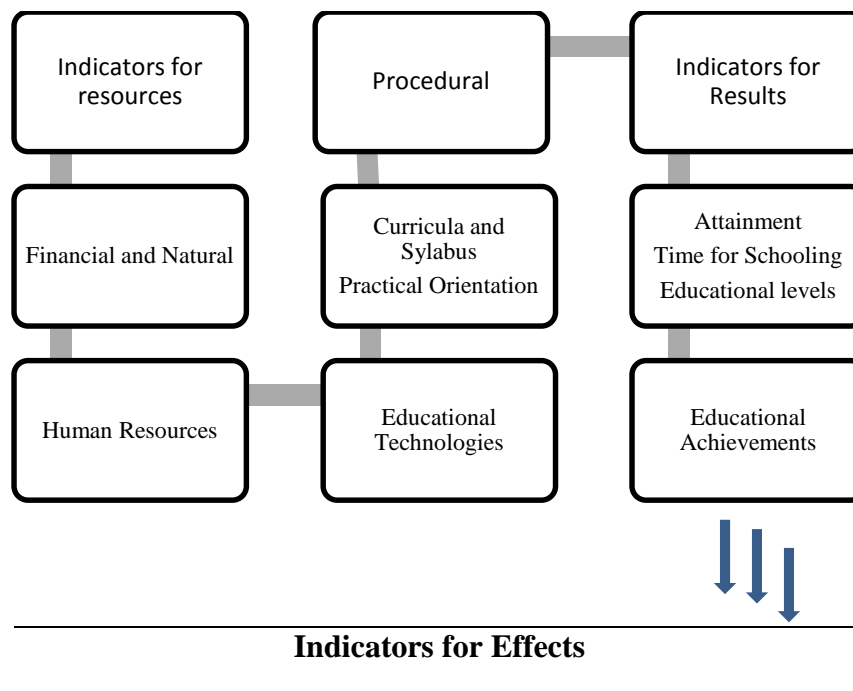 Indicators for
resources
Financial and Natural
Human Resources
Procedural
Curricula and
Sylabus
Practical Orientation
Educational
Technologies
Indicators for
Results
Attainment
Time for Schooling
Educational levels
Educational
Achievements
Indicators for Effects